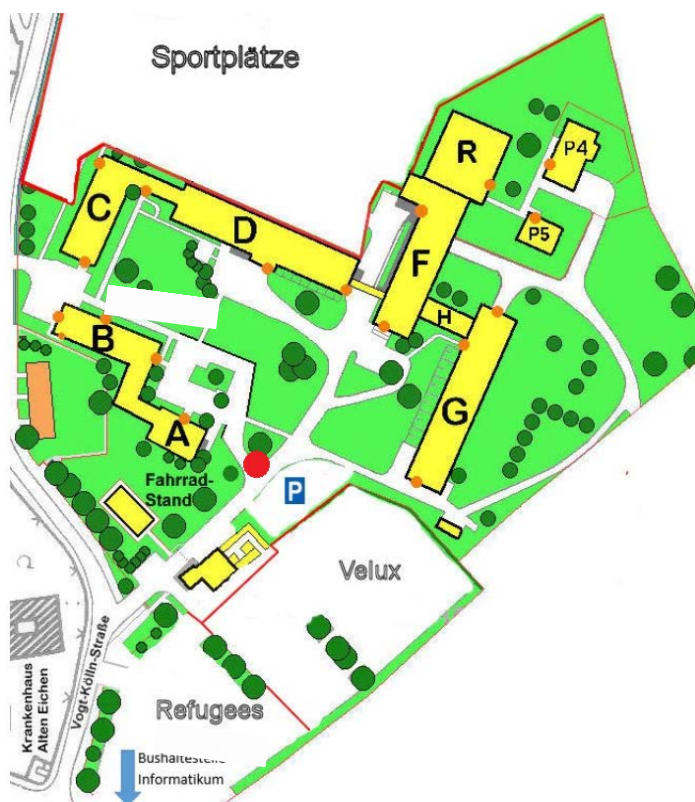 Sportplätze
R
P4
C
D
P5
F
H
B
G
A
Fahrrad-
Stand
P
Velux
Krankenhaus
Alten Eichen
Vogt-Kölln-Straße
Refugees
Bushaltestelle
Informatikum